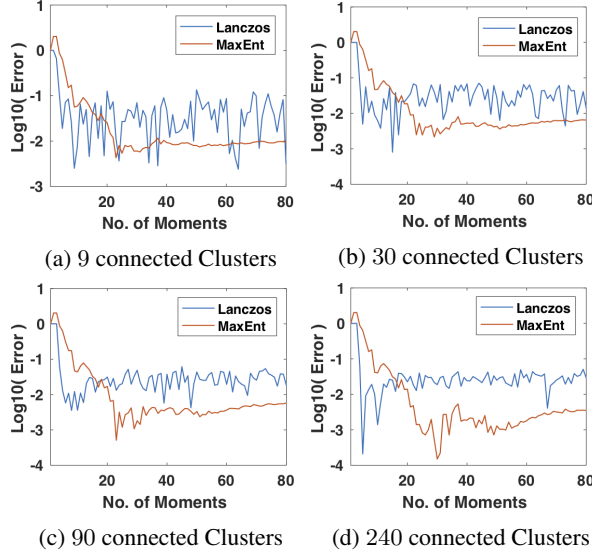 1
0
-1
-2
-3
Log10( Error )
Lanczos
MaxEnt
20 40 60 80
No. of Moments
(a) 9 connected Clusters
1
0
-1
-2
-3
-4
Log10( Error )
Lanczos
MaxEnt
20 40 60 80
No. of Moments
(b) 30 connected Clusters
1
0
-1
-2
-3
-4
Log10( Error )
Lanczos
MaxEnt
20 40 60 80
No. of Moments
(c) 90 connected Clusters
1
0
-1
-2
-3
-4
Log10( Error )
Lanczos
MaxEnt
20 40 60 80
No. of Moments
(d) 240 connected Clusters